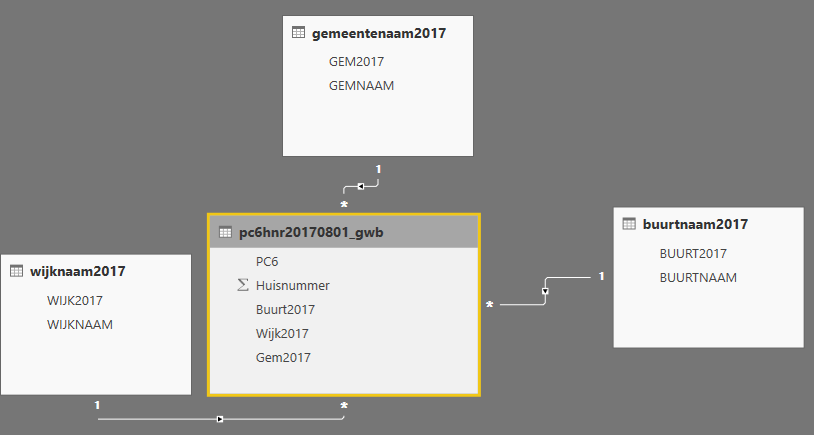 gemeentenaam2017
GEM2017
GEMNAAM
1
*
pc6hnr20170801_gwb
PC6
Σ Huisnummer
Buurt2017
Wijk2017
Gem2017
*
1
buurtnaam2017
BUURT2017
BUURTNAAM
wijknaam2017
WIJK2017
WIJKNAAM
1
*